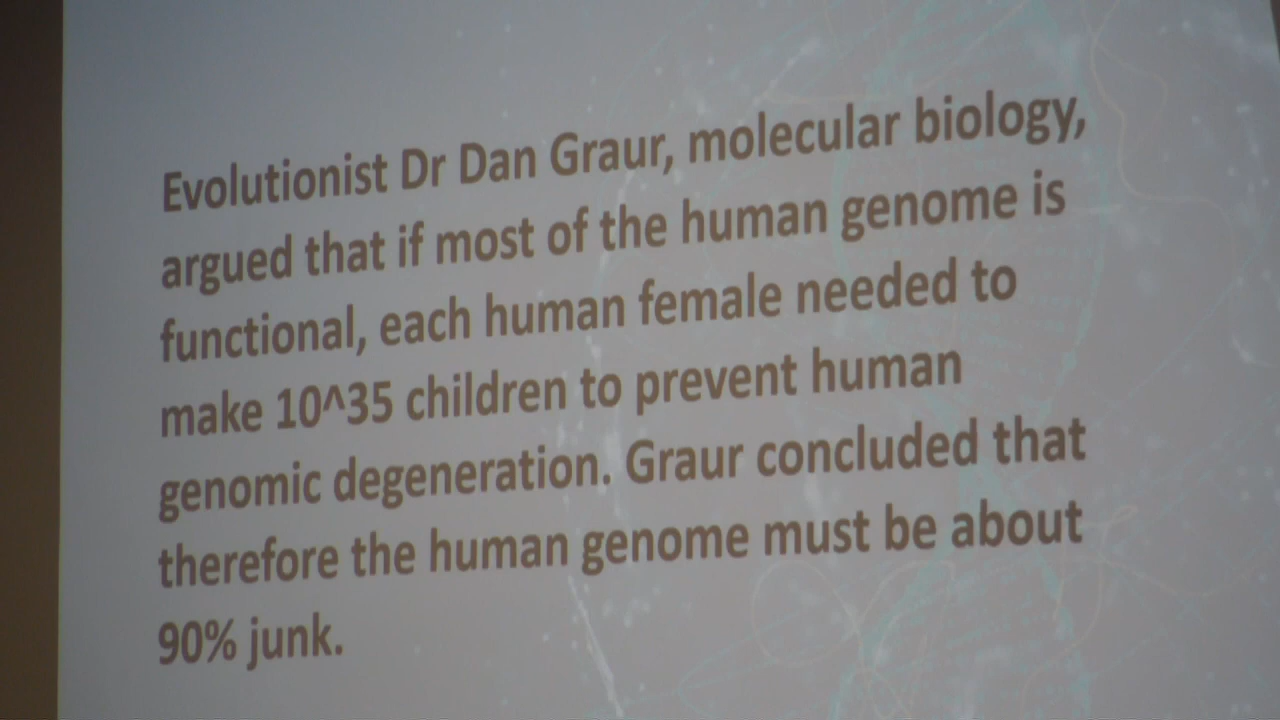 Evolutionist Dr Dan Graur, molecular biology,
argued that if most of the human genome is
functional, each human female needed to
make 10^35 children to prevent human
genomic degeneration. Graur concluded that
therefore the human genome must be about
90% junk.